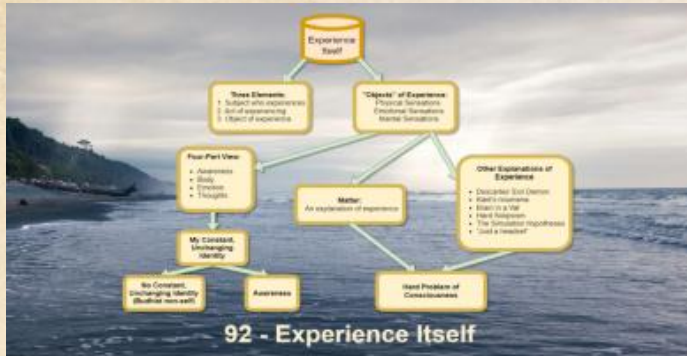 Experience
Itself
Three Elements:
1. Subject who experiences
2. Act of experiencing
3. Object of experience
"Objects" of Experience:
Physical Sensations
Emotional Sensations
Mental Sensations
Four-Part View:
• Awareness
• Body
• Emotion
• Thoughts
Matter:
An explanation of experience
Other Explanations of
Experience
• Descartes' Evil Demon
• Kant's noumena
• Brain in a Vat
• Hard Solipsism
• The Simulation Hypothesis
• "Just a headset"
My Constant,
Unchanging
Identity
No Constant,
Unchanging Identity
(Budhist non-self)
Awareness
Hard Problem of
Consciousness
92 - Experience Itself